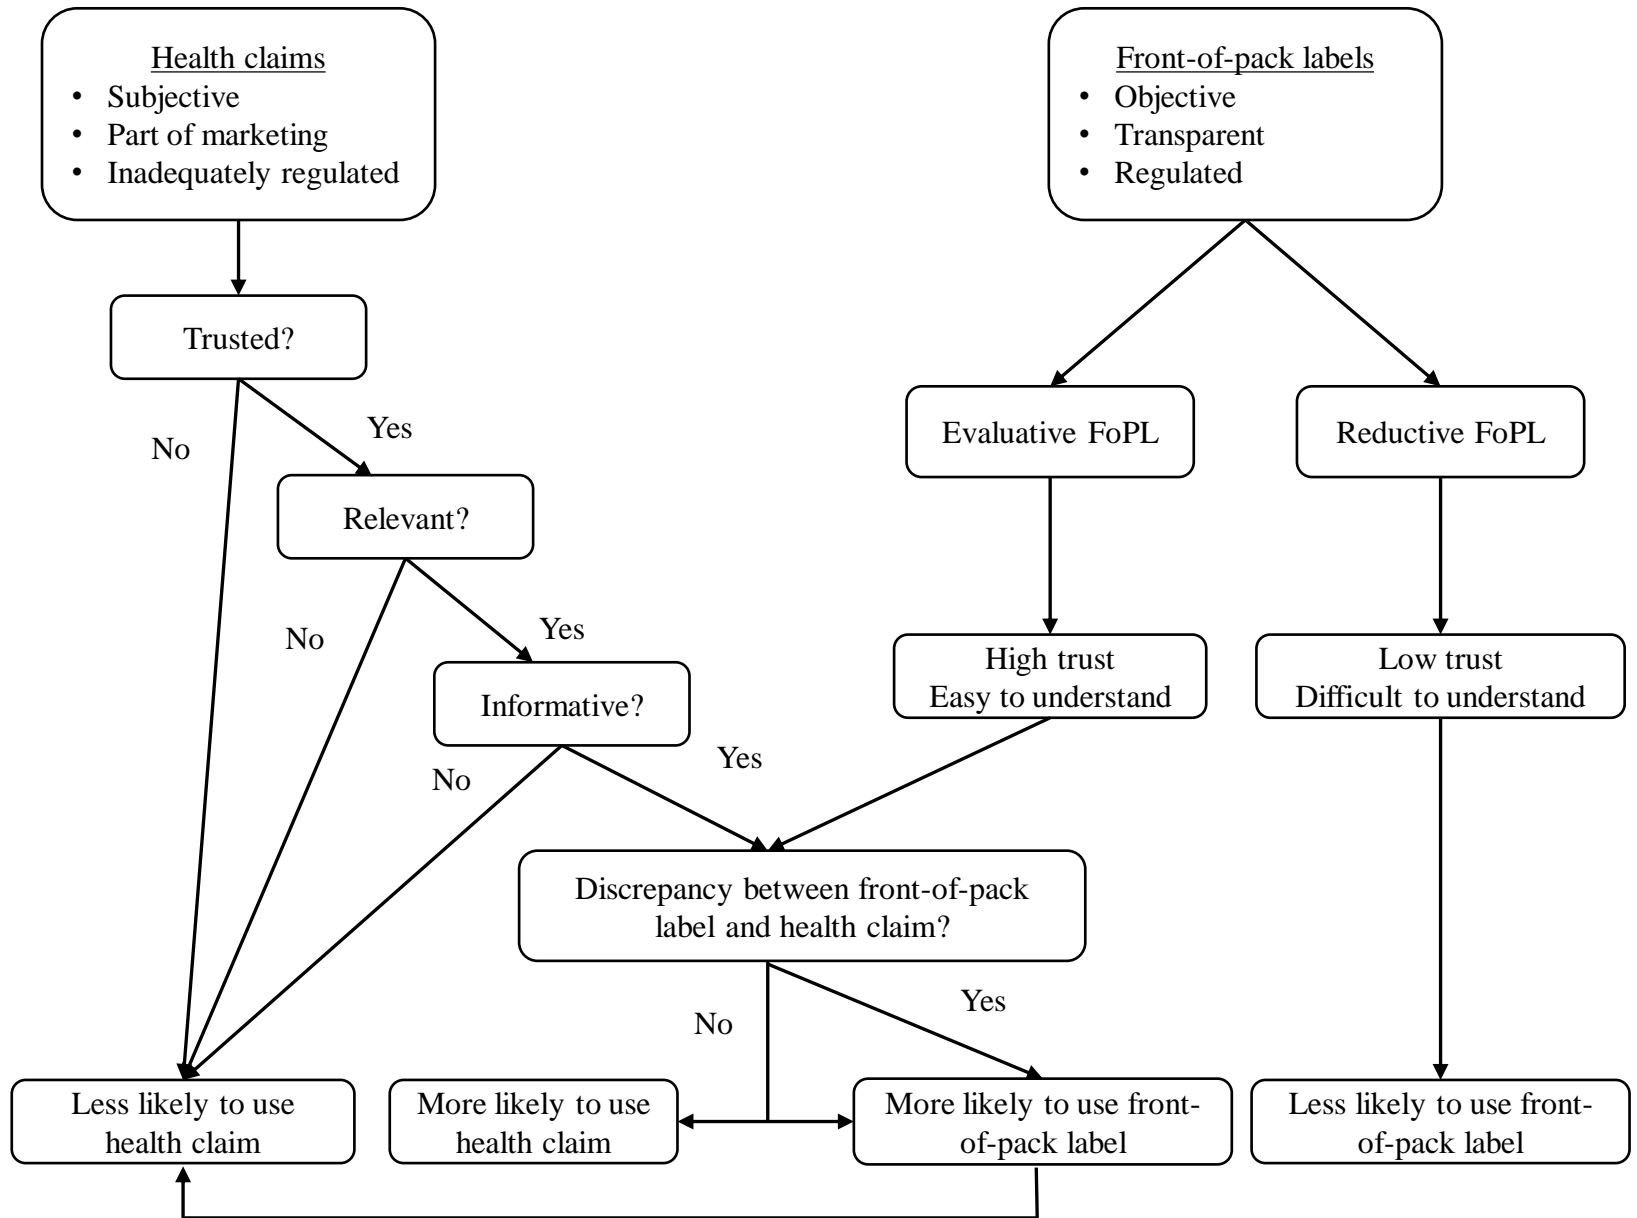 Health claims
• Subjective
• Part of marketing
• Inadequately regulated
Front-of-pack labels
• Objective
• Transparent
• Regulated
Trusted?
No
Yes
Evaluative FoPL
Reductive FoPL
Relevant?
No
Yes
High trust
Easy to understand
Low trust
Difficult to understand
Informative?
No
Yes
Discrepancy between front-of-pack
label and health claim?
No
Yes
Less likely to use
health claim
More likely to use
health claim
More likely to use front-
of-pack label
Less likely to use front-
of-pack label